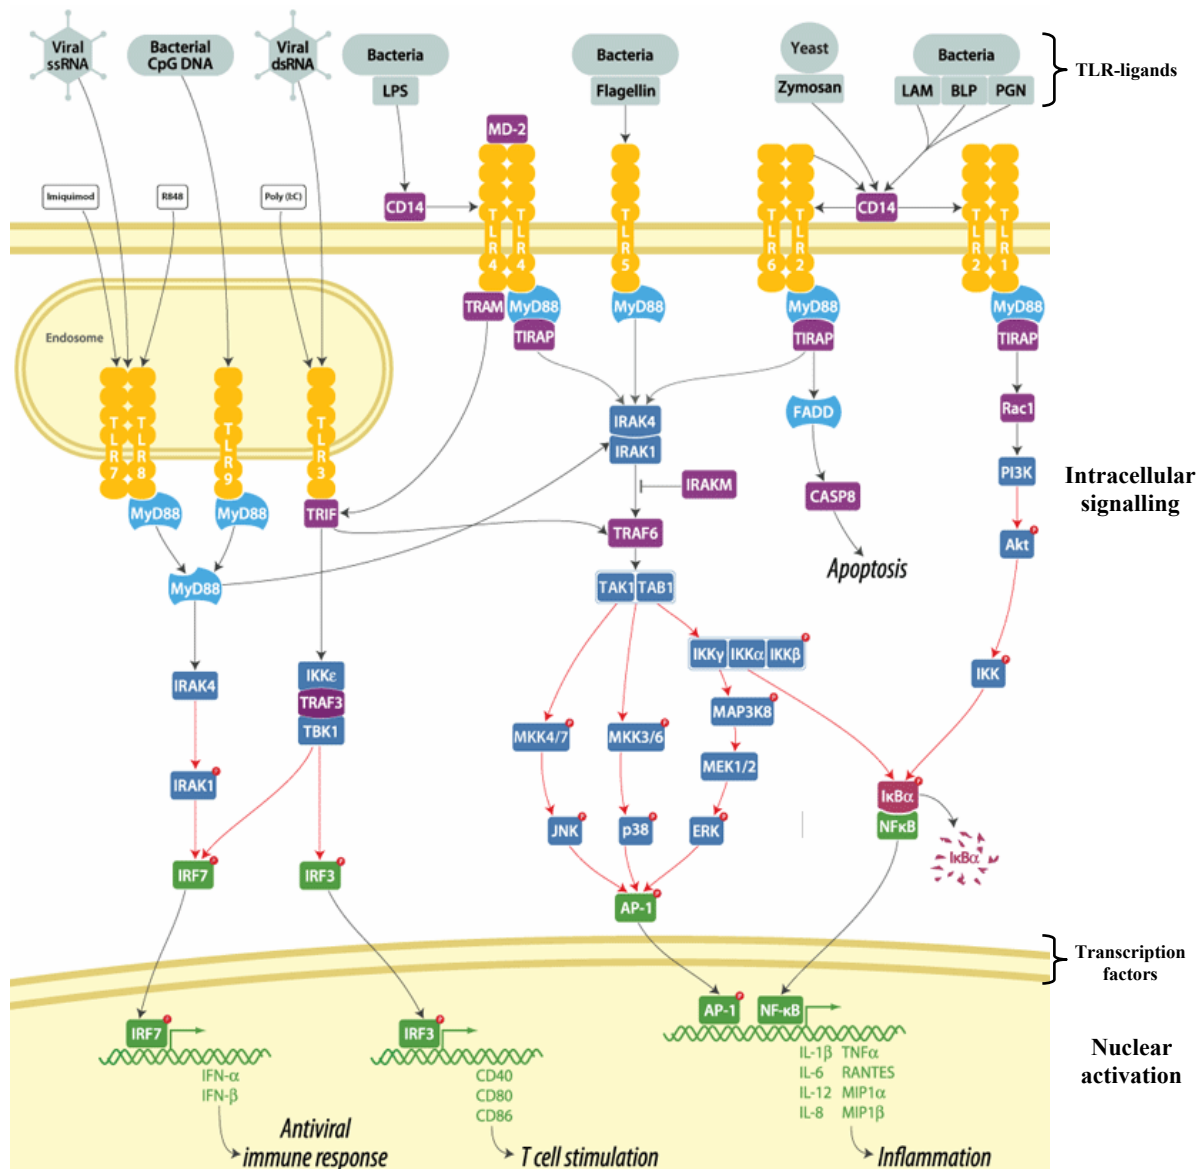 Viral
ssRNA
Bacterial
CpG DNA
Viral
dsRNA
Bacteria
LPS
Bacteria
Flagellin
Yeast
Zymosan
Bacteria
LAM BLP PGN
TLR-ligands
MD-2
Imiquimod
R848
Poly (I:C)
CD14
CD14
TLR4
TLR4
TLR5
TLR6
TLR2
TLR2
TLR1
TRAM
MyD88
TIRAP
MyD88
MyD88
TIRAP
MyD88
TIRAP
Endosome
TLR7
TLR8
TLR9
TLR3
MyD88
MyD88
TRIF
IRAK4
IRAK1
IRAKM
TRAF6
FADD
CASP8
Apoptosis
Rac1
PI3K
Akt
P
Intracellular
signalling
MyD88
TAK1 TAB1
IKKγ IKKα IKKβ
P
IKK
P
IRAK4
IKKε
TRAF3
TBK1
MAP3K8
P
MKK4/7
P
MKK3/6
P
MEK1/2
IRAK1
P
IκBα
P
NFκB
IκBα
JNK
P
p38
P
ERK
P
IRF7
P
IRF3
P
AP-1
P
Transcription
factors
IRF7
P
IRF3
P
AP-1
P
NF-κB
IFN-α
IFN-β
CD40
CD80
CD86
IL-1β TNFα
IL-6 RANTES
IL-12 MIP1α
IL-8 MIP1β
Nuclear
activation
Antiviral
immune response
T cell stimulation
Inflammation